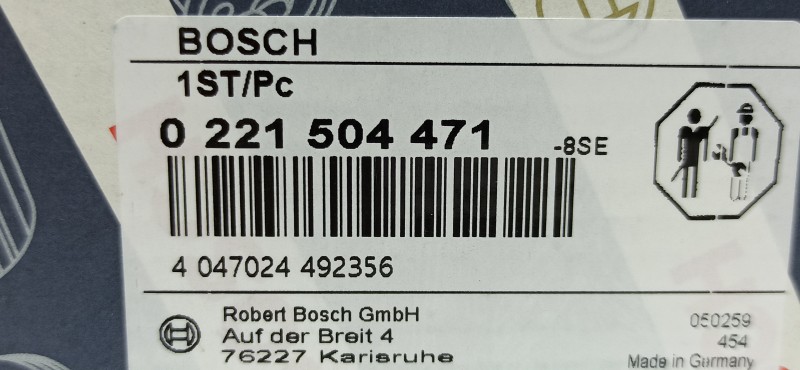 BOSCH
1ST/Pc
0 221 504 471 -8SE
4 047024 492356
Robert Bosch GmbH
Auf der Breit 4
76227 Karlsruhe
050259
454
Made in Germany